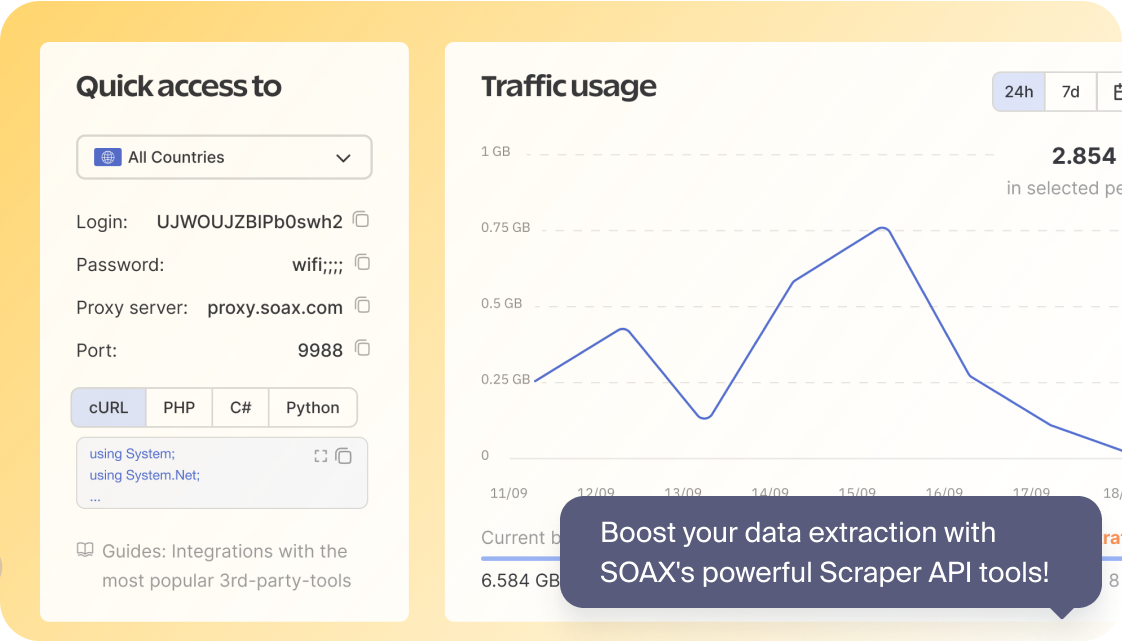 Quick access to
All Countries
Login: UJWOUJZBIPb0swh2
Password: wifi;;;;
Proxy server: proxy.soax.com
Port: 9988
cURL PHP C# Python
using System;
using System.Net;
...
Guides: Integrations with the
most popular 3rd-party-tools
Traffic usage
24h 7d
2.854
in selected
1 GB
0.75 GB
0.5 GB
0.25 GB
0
11/09 12/09 13/09 14/09 15/09 16/09 17/09 18/
Current
6.584 GB
8
Boost your data extraction with
SOAX's powerful Scraper API tools!